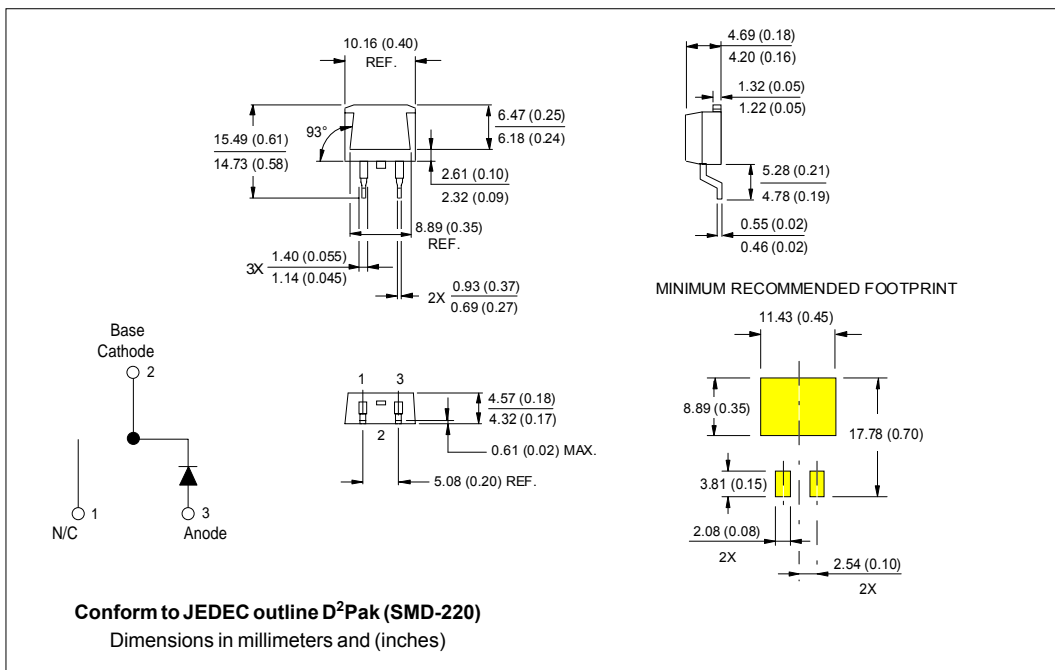 10.16 (0.40)
REF.
15.49 (0.61)
14.73 (0.58)
93°
6.47 (0.25)
6.18 (0.24)
2.61 (0.10)
2.32 (0.09)
8.89 (0.35)
REF.
3X
1.40 (0.055)
1.14 (0.045)
2X
0.93 (0.37)
0.69 (0.27)
4.69 (0.18)
4.20 (0.16)
1.32 (0.05)
1.22 (0.05)
5.28 (0.21)
4.78 (0.19)
0.55 (0.02)
0.46 (0.02)
MINIMUM RECOMMENDED FOOTPRINT
11.43 (0.45)
8.89 (0.35)
17.78 (0.70)
3.81 (0.15)
2.08 (0.08)
2X
2.54 (0.10)
2X
Base
Cathode
2
1
N/C
3
Anode
1 3
2
4.57 (0.18)
4.32 (0.17)
0.61 (0.02) MAX.
5.08 (0.20) REF.
Conform to JEDEC outline D²Pak (SMD-220)
Dimensions in millimeters and (inches)